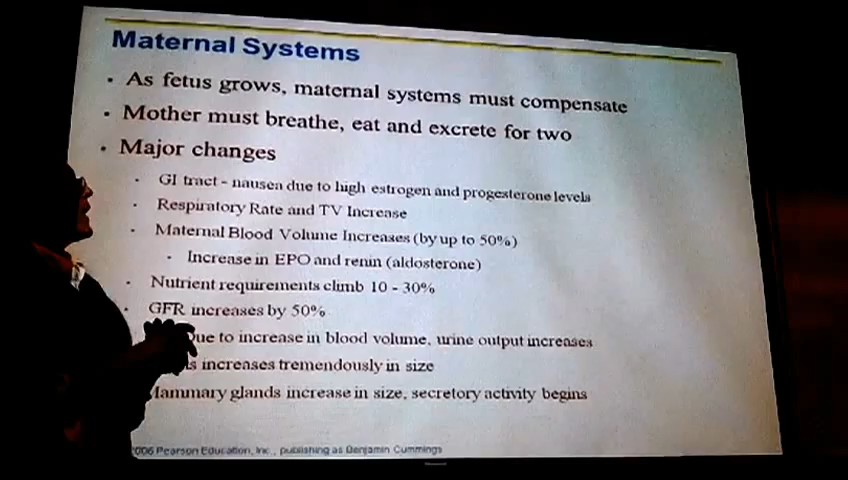 Maternal Systems
• As fetus grows, maternal systems must compensate
• Mother must breathe, eat and excrete for two
• Major changes
• GI tract - nausea due to high estrogen and progesterone levels
• Respiratory Rate and TV Increase
• Maternal Blood Volume Increases (by up to 50%)
• Increase in EPO and renin (aldosterone)
• Nutrient requirements climb 10 - 30%
• GFR increases by 50%
Due to increase in blood volume, urine output increases
s increases tremendously in size
Mammary glands increase in size, secretory activity begins
2006 Pearson Education, Inc., publishing as Benjamin Cummings